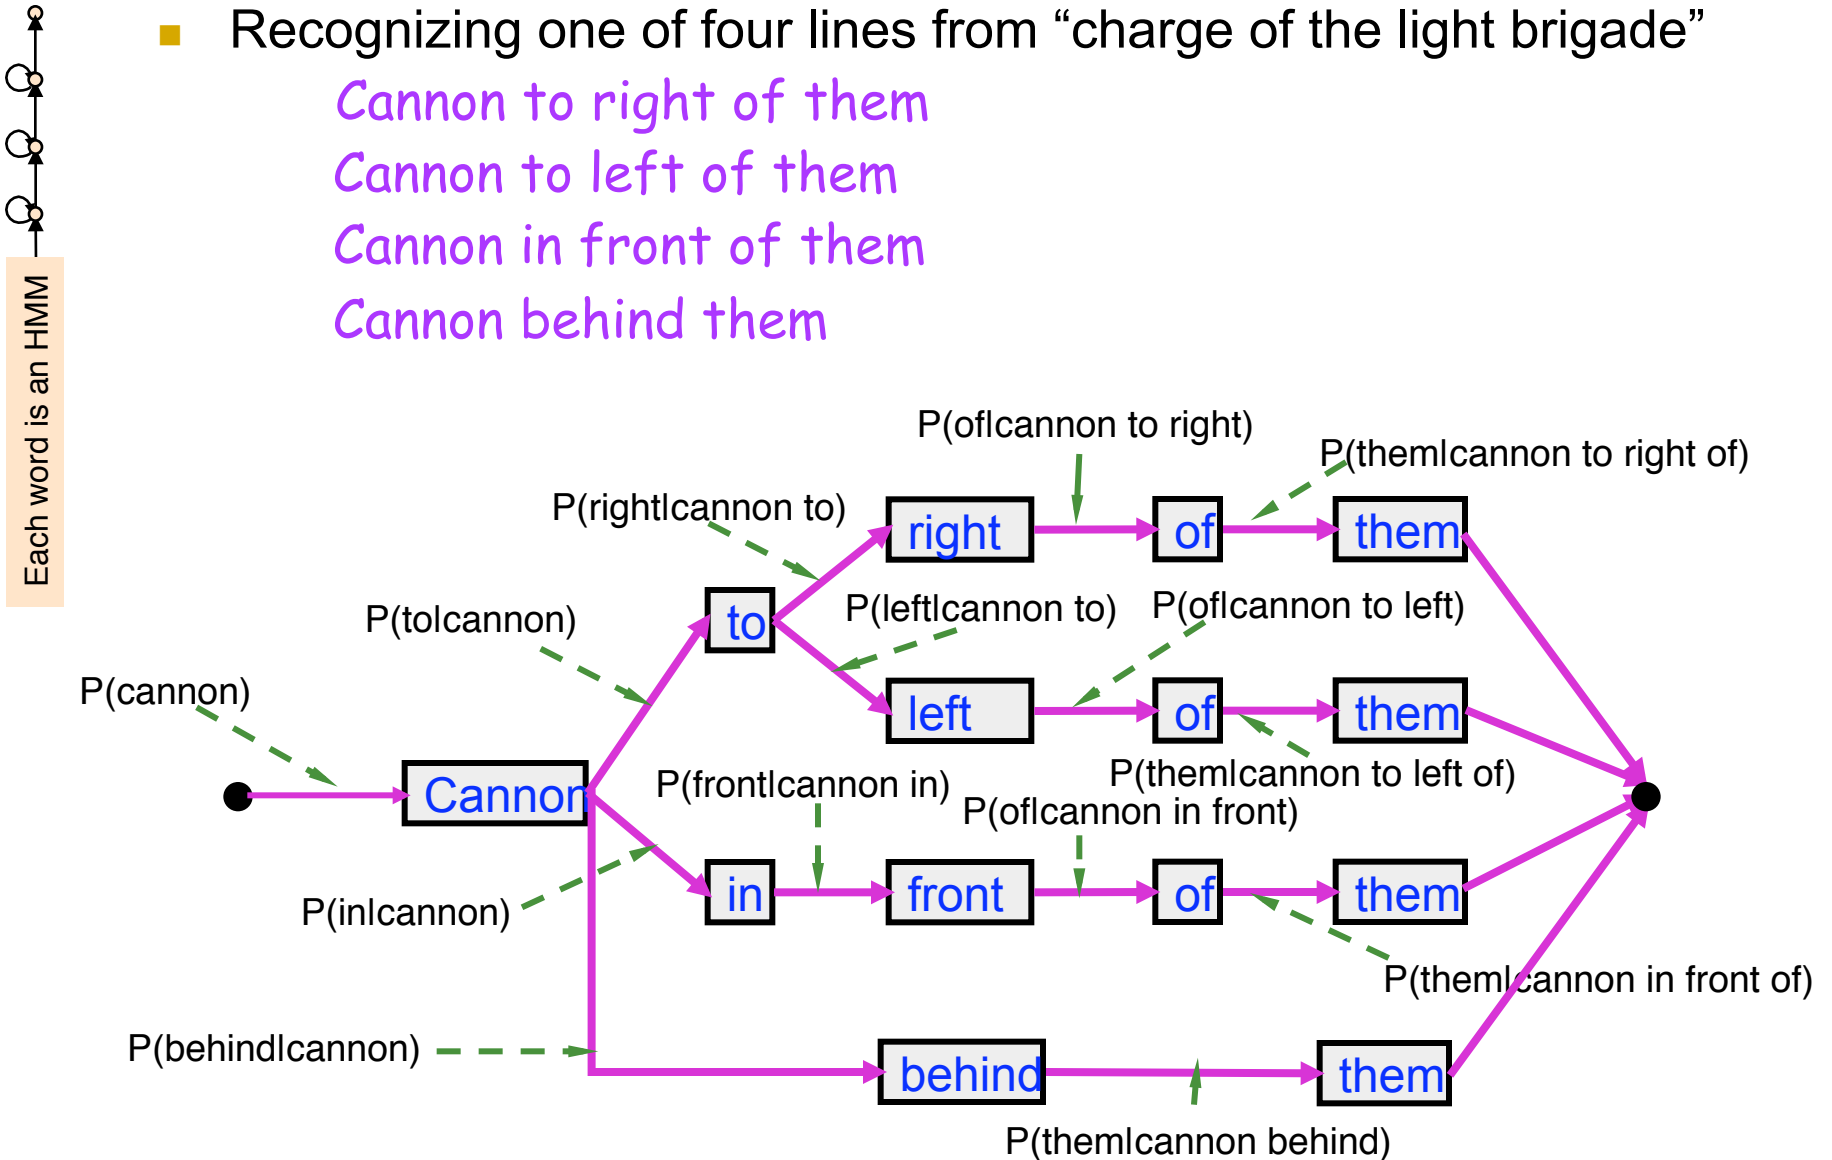 Recognizing one of four lines from “charge of the light brigade”
Cannon to right of them
Cannon to left of them
Cannon in front of them
Cannon behind them
Each word is an HMM
P(of|cannon to right)
P(them|cannon to right of)
P(right|cannon to)
right
of
them
P(to|cannon)
to
P(left|cannon to)
P(of|cannon to left)
P(cannon)
left
of
them
Cannon
P(front|cannon in)
P(them|cannon to left of)
P(of|cannon in front)
P(in|cannon)
in
front
of
them
P(them|cannon in front of)
P(behind|cannon)
behind
them
P(them|cannon behind)